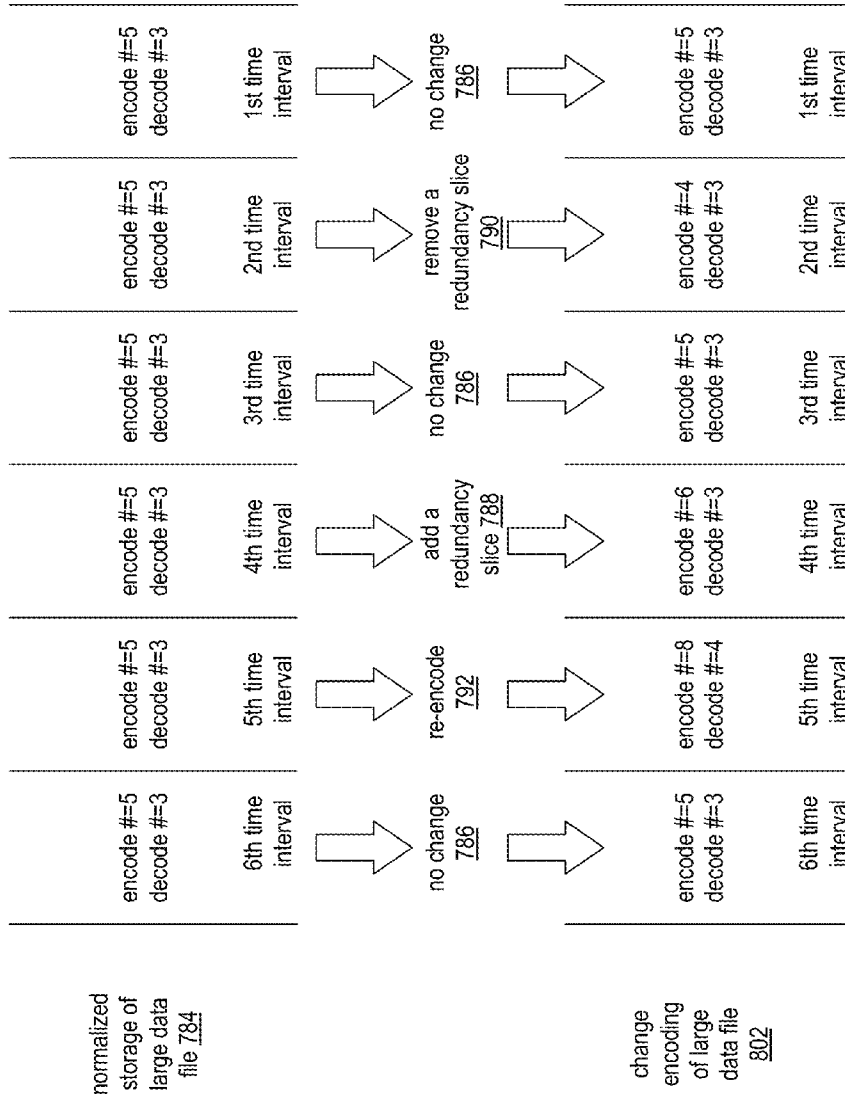 normalized
storage of
large data
file 784
encode #=5
decode #=3
6th time
interval
encode #=5
decode #=3
5th time
interval
encode #=5
decode #=3
4th time
interval
encode #=5
decode #=3
3rd time
interval
encode #=5
decode #=3
2nd time
interval
encode #=5
decode #=3
1st time
interval
no change
786
re-encode
792
add a
redundancy
slice 788
no change
786
remove a
redundancy slice
790
no change
786
change
encoding
of large
data file
802
encode #=5
decode #=3
6th time
interval
encode #=8
decode #=4
5th time
interval
encode #=6
decode #=3
4th time
interval
encode #=5
decode #=3
3rd time
interval
encode #=4
decode #=3
2nd time
interval
encode #=5
decode #=3
1st time
interval